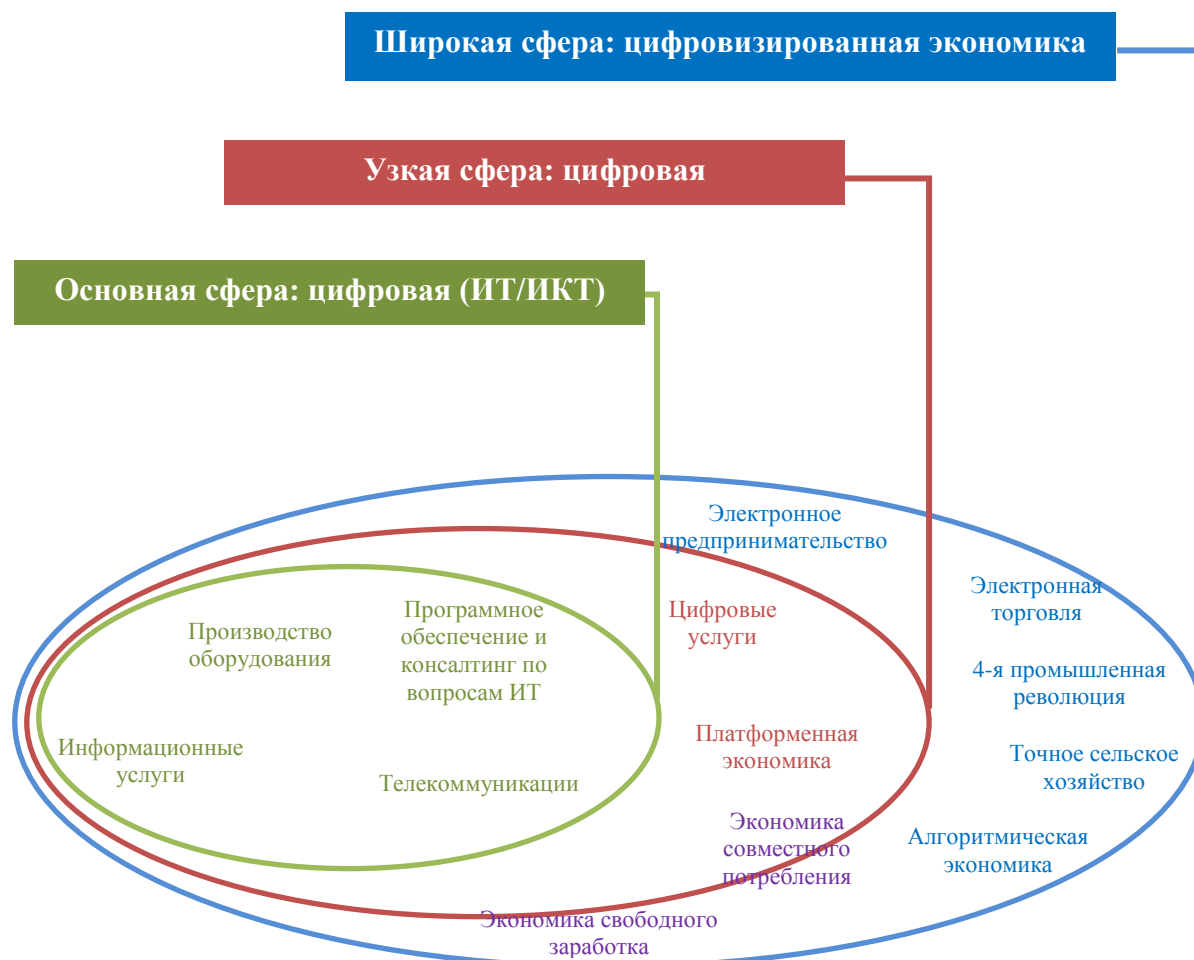 Широкая сфера: цифровизированная экономика
Узкая сфера: цифровая
Основная сфера: цифровая (ИТ/ИКТ)
Электронное
предпринимательство
Электронная
торговля
Цифровые
услуги
Программное
обеспечение и
консалтинг по
вопросам ИТ
Производство
оборудования
4-я промышленная
революция
Платформенная
экономика
Информационные
услуги
Точное сельское
хозяйство
Телекоммуникации
Экономика
совместного
потребления
Алгоритмическая
экономика
Экономика свободного
заработка